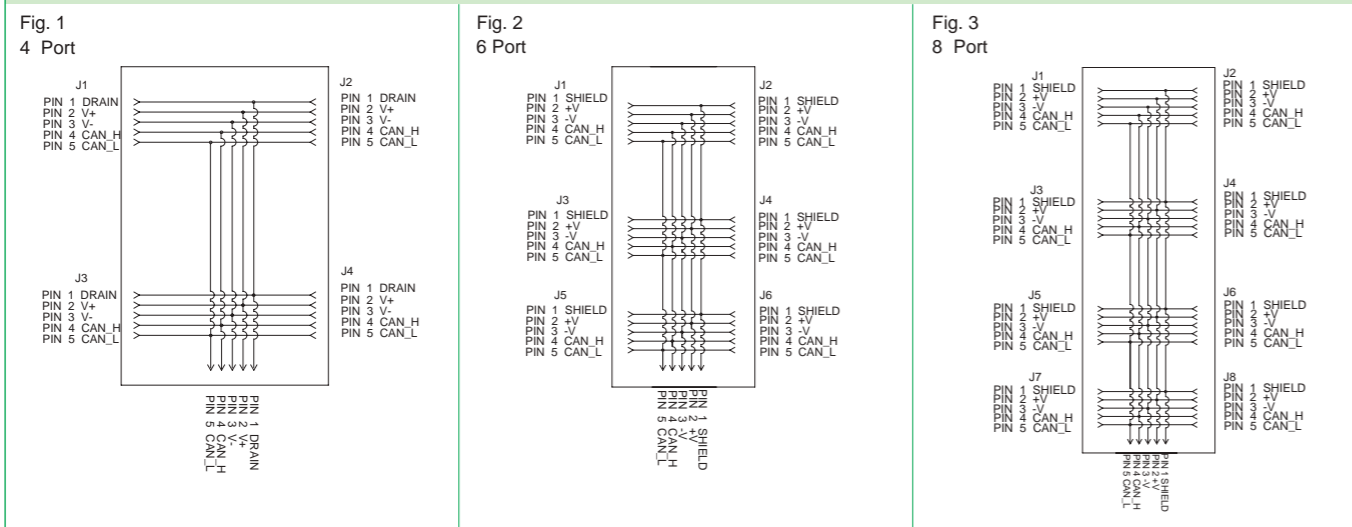 Fig. 1
4 Port
J1
PIN 1 DRAIN
PIN 2 V+
PIN 3 V-
PIN 4 CAN_H
PIN 5 CAN_L
J2
PIN 1 DRAIN
PIN 2 V+
PIN 3 V-
PIN 4 CAN_H
PIN 5 CAN_L
J3
PIN 1 DRAIN
PIN 2 V+
PIN 3 V-
PIN 4 CAN_H
PIN 5 CAN_L
J4
PIN 1 DRAIN
PIN 2 V+
PIN 3 V-
PIN 4 CAN_H
PIN 5 CAN_L
PIN 1 DRAIN
PIN 2 V+
PIN 3 V-
PIN 4 CAN_H
PIN 5 CAN_L
Fig. 2
6 Port
J1
PIN 1 SHIELD
PIN 2 +V
PIN 3 -V
PIN 4 CAN_H
PIN 5 CAN_L
J2
PIN 1 SHIELD
PIN 2 +V
PIN 3 -V
PIN 4 CAN_H
PIN 5 CAN_L
J3
PIN 1 SHIELD
PIN 2 +V
PIN 3 -V
PIN 4 CAN_H
PIN 5 CAN_L
J4
PIN 1 SHIELD
PIN 2 +V
PIN 3 -V
PIN 4 CAN_H
PIN 5 CAN_L
J5
PIN 1 SHIELD
PIN 2 +V
PIN 3 -V
PIN 4 CAN_H
PIN 5 CAN_L
J6
PIN 1 SHIELD
PIN 2 +V
PIN 3 -V
PIN 4 CAN_H
PIN 5 CAN_L
PIN 1 SHIELD
PIN 2 +V
PIN 3 -V
PIN 4 CAN_H
PIN 5 CAN_L
Fig. 3
8 Port
J1
PIN 1 SHIELD
PIN 2 +V
PIN 3 -V
PIN 4 CAN_H
PIN 5 CAN_L
J2
PIN 1 SHIELD
PIN 2 +V
PIN 3 -V
PIN 4 CAN_H
PIN 5 CAN_L
J3
PIN 1 SHIELD
PIN 2 +V
PIN 3 -V
PIN 4 CAN_H
PIN 5 CAN_L
J4
PIN 1 SHIELD
PIN 2 +V
PIN 3 -V
PIN 4 CAN_H
PIN 5 CAN_L
J5
PIN 1 SHIELD
PIN 2 +V
PIN 3 -V
PIN 4 CAN_H
PIN 5 CAN_L
J6
PIN 1 SHIELD
PIN 2 +V
PIN 3 -V
PIN 4 CAN_H
PIN 5 CAN_L
J7
PIN 1 SHIELD
PIN 2 +V
PIN 3 -V
PIN 4 CAN_H
PIN 5 CAN_L
J8
PIN 1 SHIELD
PIN 2 +V
PIN 3 -V
PIN 4 CAN_H
PIN 5 CAN_L
PIN 1 SHIELD
PIN 2 +V
PIN 3 -V
PIN 4 CAN_H
PIN 5 CAN_L